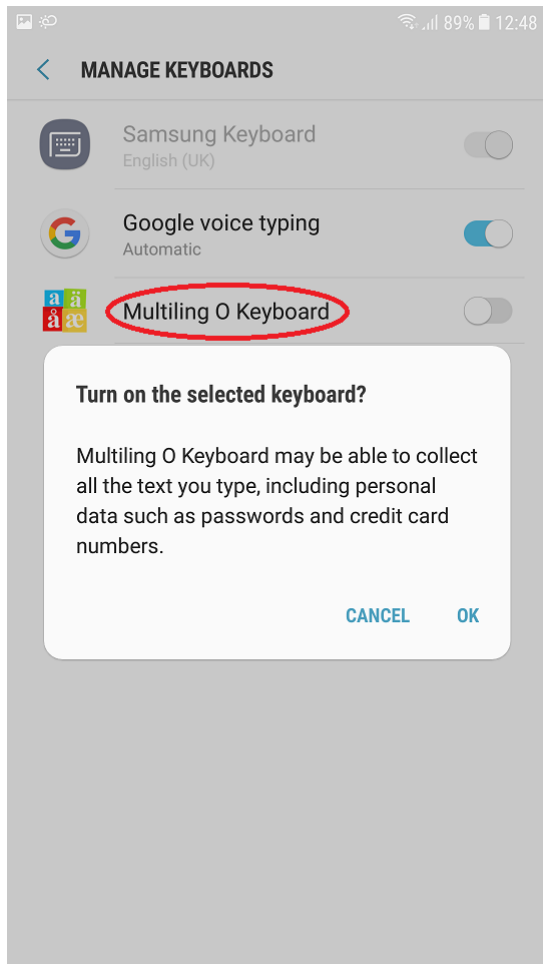 89% 12:48
MANAGE KEYBOARDS
Samsung Keyboard
English (UK)
Google voice typing
Automatic
a ä
å æ
Multiling O Keyboard
Turn on the selected keyboard?
Multiling O Keyboard may be able to collect
all the text you type, including personal
data such as passwords and credit card
numbers.
CANCEL OK